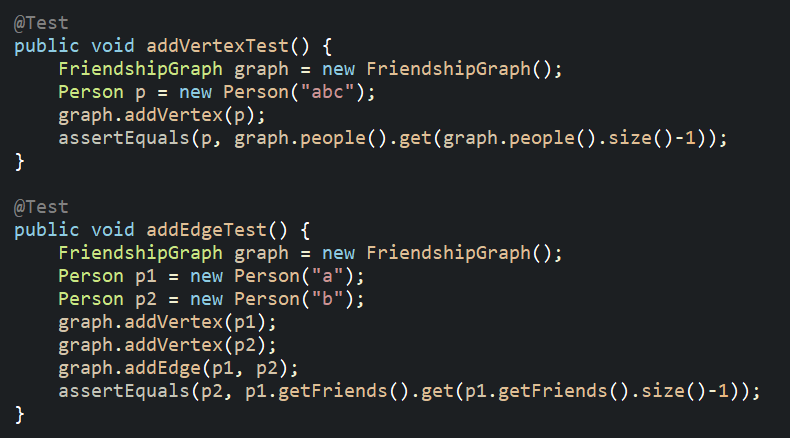 @Test
public void addVertexTest() {
    FriendshipGraph graph = new FriendshipGraph();
    Person p = new Person("abc");
    graph.addVertex(p);
    assertEquals(p, graph.people().get(graph.people().size()-1));
}
@Test
public void addEdgeTest() {
    FriendshipGraph graph = new FriendshipGraph();
    Person p1 = new Person("a");
    Person p2 = new Person("b");
    graph.addVertex(p1);
    graph.addVertex(p2);
    graph.addEdge(p1, p2);
    assertEquals(p2, p1.getFriends().get(p1.getFriends().size()-1));
}